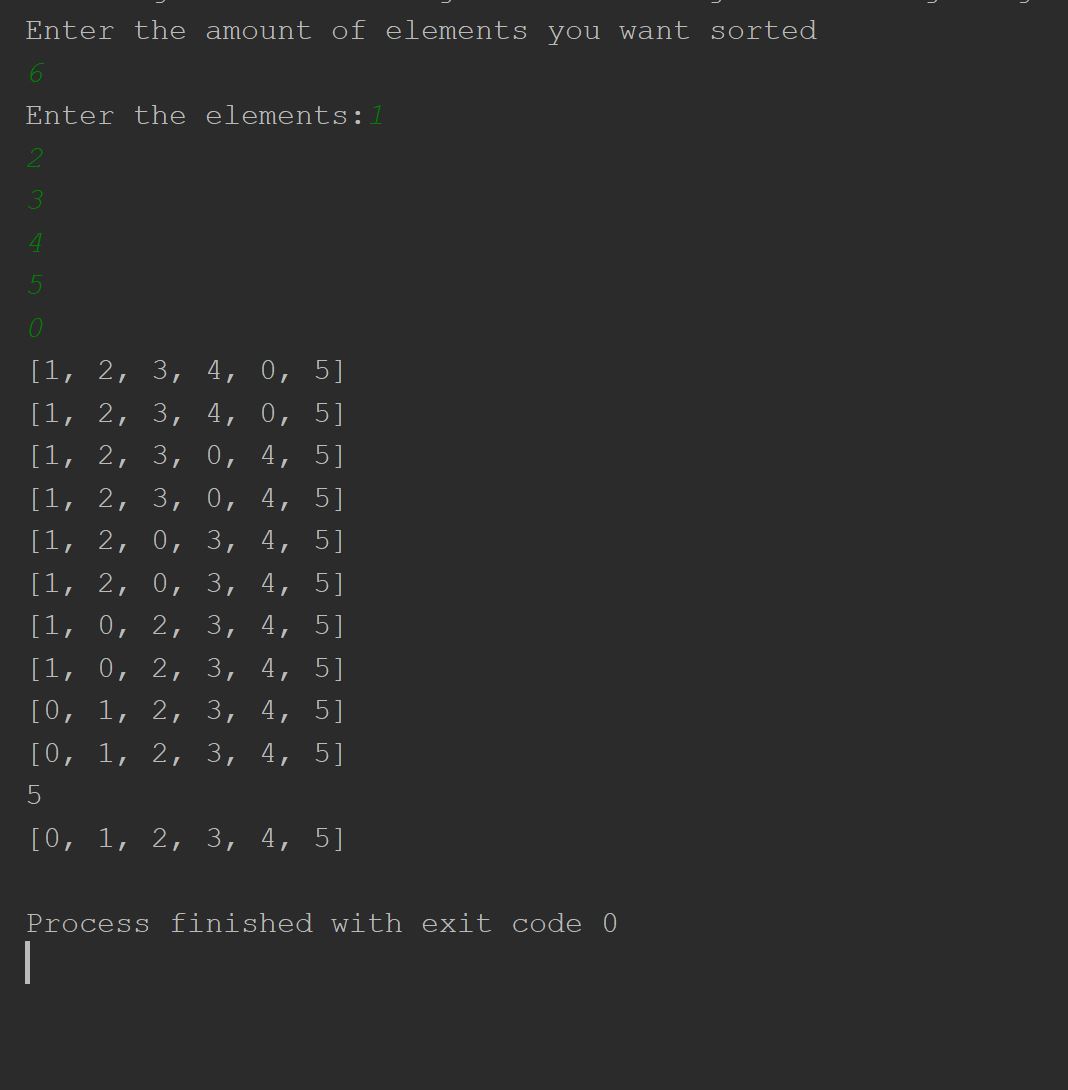 Enter the amount of elements you want sorted
6
Enter the elements:1
2
3
4
5
0
[1, 2, 3, 4, 0, 5]
[1, 2, 3, 4, 0, 5]
[1, 2, 3, 0, 4, 5]
[1, 2, 3, 0, 4, 5]
[1, 2, 0, 3, 4, 5]
[1, 2, 0, 3, 4, 5]
[1, 0, 2, 3, 4, 5]
[1, 0, 2, 3, 4, 5]
[0, 1, 2, 3, 4, 5]
[0, 1, 2, 3, 4, 5]
5
[0, 1, 2, 3, 4, 5]
Process finished with exit code 0